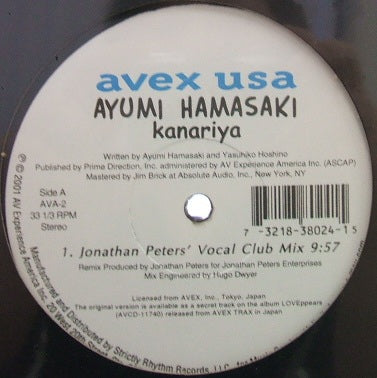 avex usa
AYUMI HAMASAKI
kanariya
Written by Ayumi Hamasaki and Yasuhiko Hoshino
Published by Prime Direction, Inc. administered by AV Experience America Inc. (ASCAP)
Mastered by Jim Brick at Absolute Audio, Inc., New York, NY
Side A
AVA-2
33 1/3 RPM
Stereo
7 -3218-38024-1 5
1. Jonathan Peters' Vocal Club Mix 9:57
Remix Produced by Jonathan Peters for Jonathan Peters Enterprises
Mix Engineered by Hugo Dwyer
Licensed from AVEX, Inc., Tokyo, Japan
The original version is available as a secret track on the album LOVEppears
(AVCD-11740) released from AVEX TRAX in Japan
℗ © 2001 AV Experience America Inc. 20 West
Manufactured and Distributed by Strictly Rhythm Records, LLC.